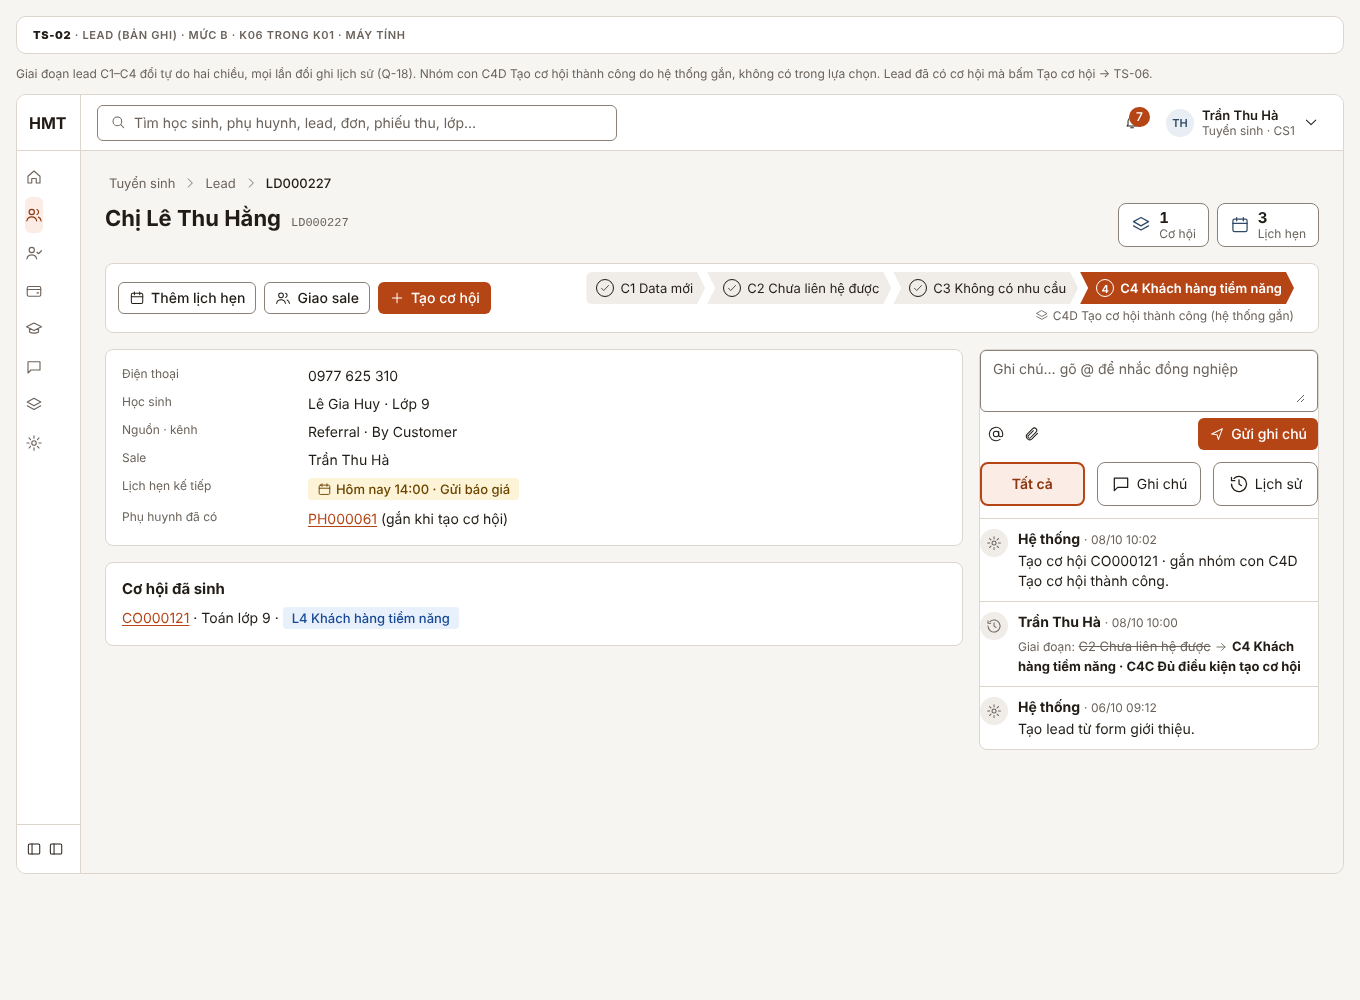 TS-02 · LEAD (BẢN GHI) · MỨC B · K06 TRONG K01 · MÁY TÍNH
Giai đoạn lead C1–C4 đổi tự do hai chiều, mọi lần đổi ghi lịch sử (Q-18). Nhóm con C4D Tạo cơ hội thành công do hệ thống gắn, không có trong lựa chọn. Lead đã có cơ hội mà bấm Tạo cơ hội → TS-06.
HMT
Tìm học sinh, phụ huynh, lead, đơn, phiếu thu, lớp...
7
TH
Trần Thu Hà
Tuyển sinh · CS1
Tuyển sinh
Lead
LD000227
Chị Lê Thu Hằng
LD000227
1
Cơ hội
3
Lịch hẹn
Thêm lịch hẹn
Giao sale
Tạo cơ hội
C1 Data mới
C2 Chưa liên hệ được
C3 Không có nhu cầu
4 C4 Khách hàng tiềm năng
C4D Tạo cơ hội thành công (hệ thống gắn)
Điện thoại
0977 625 310
Học sinh
Lê Gia Huy · Lớp 9
Nguồn · kênh
Referral · By Customer
Sale
Trần Thu Hà
Lịch hẹn kế tiếp
Hôm nay 14:00 · Gửi báo giá
Phụ huynh đã có
PH000061 (gắn khi tạo cơ hội)
Cơ hội đã sinh
CO000121 · Toán lớp 9 · L4 Khách hàng tiềm năng
Ghi chú... gõ @ để nhắc đồng nghiệp
Gửi ghi chú
Tất cả
Ghi chú
Lịch sử
Hệ thống · 08/10 10:02
Tạo cơ hội CO000121 · gắn nhóm con C4D
Tạo cơ hội thành công.
Trần Thu Hà · 08/10 10:00
Giai đoạn: C2 Chưa liên hệ được → C4 Khách
hàng tiềm năng · C4C Đủ điều kiện tạo cơ hội
Hệ thống · 06/10 09:12
Tạo lead từ form giới thiệu.